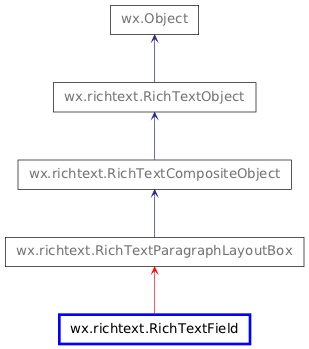 wx.Object
wx.richtext.RichTextObject
wx.richtext.RichTextCompositeObject
wx.richtext.RichTextParagraphLayoutBox
wx.richtext.RichTextField